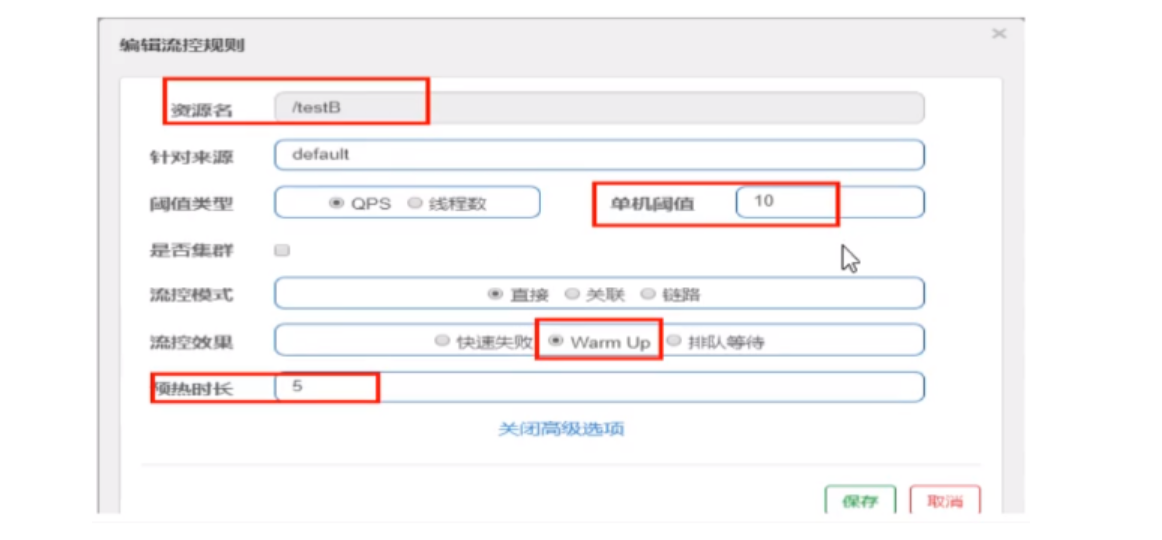 编辑流控规则 ×
资源名 /testB
针对来源 default
阈值类型 QPS 线程数 单机阈值 10
是否集群
流控模式 直接 关联 链路
流控效果 快速失败 Warm Up 排队等待
预热时长 5
关闭高级选项
保存 取消